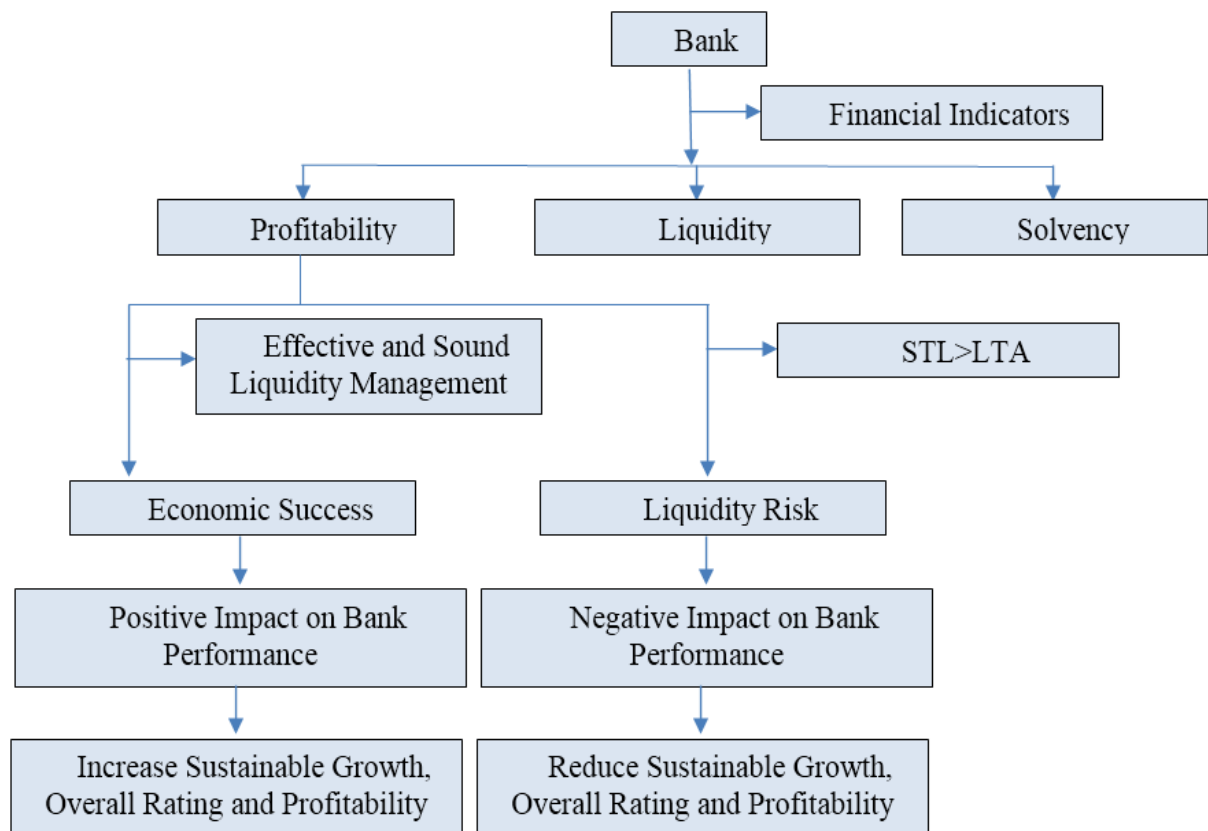 Bank
Financial Indicators
Profitability
Liquidity
Solvency
Effective and Sound
Liquidity Management
STL>LTA
Economic Success
Liquidity Risk
Positive Impact on Bank
Performance
Negative Impact on Bank
Performance
Increase Sustainable Growth,
Overall Rating and Profitability
Reduce Sustainable Growth,
Overall Rating and Profitability